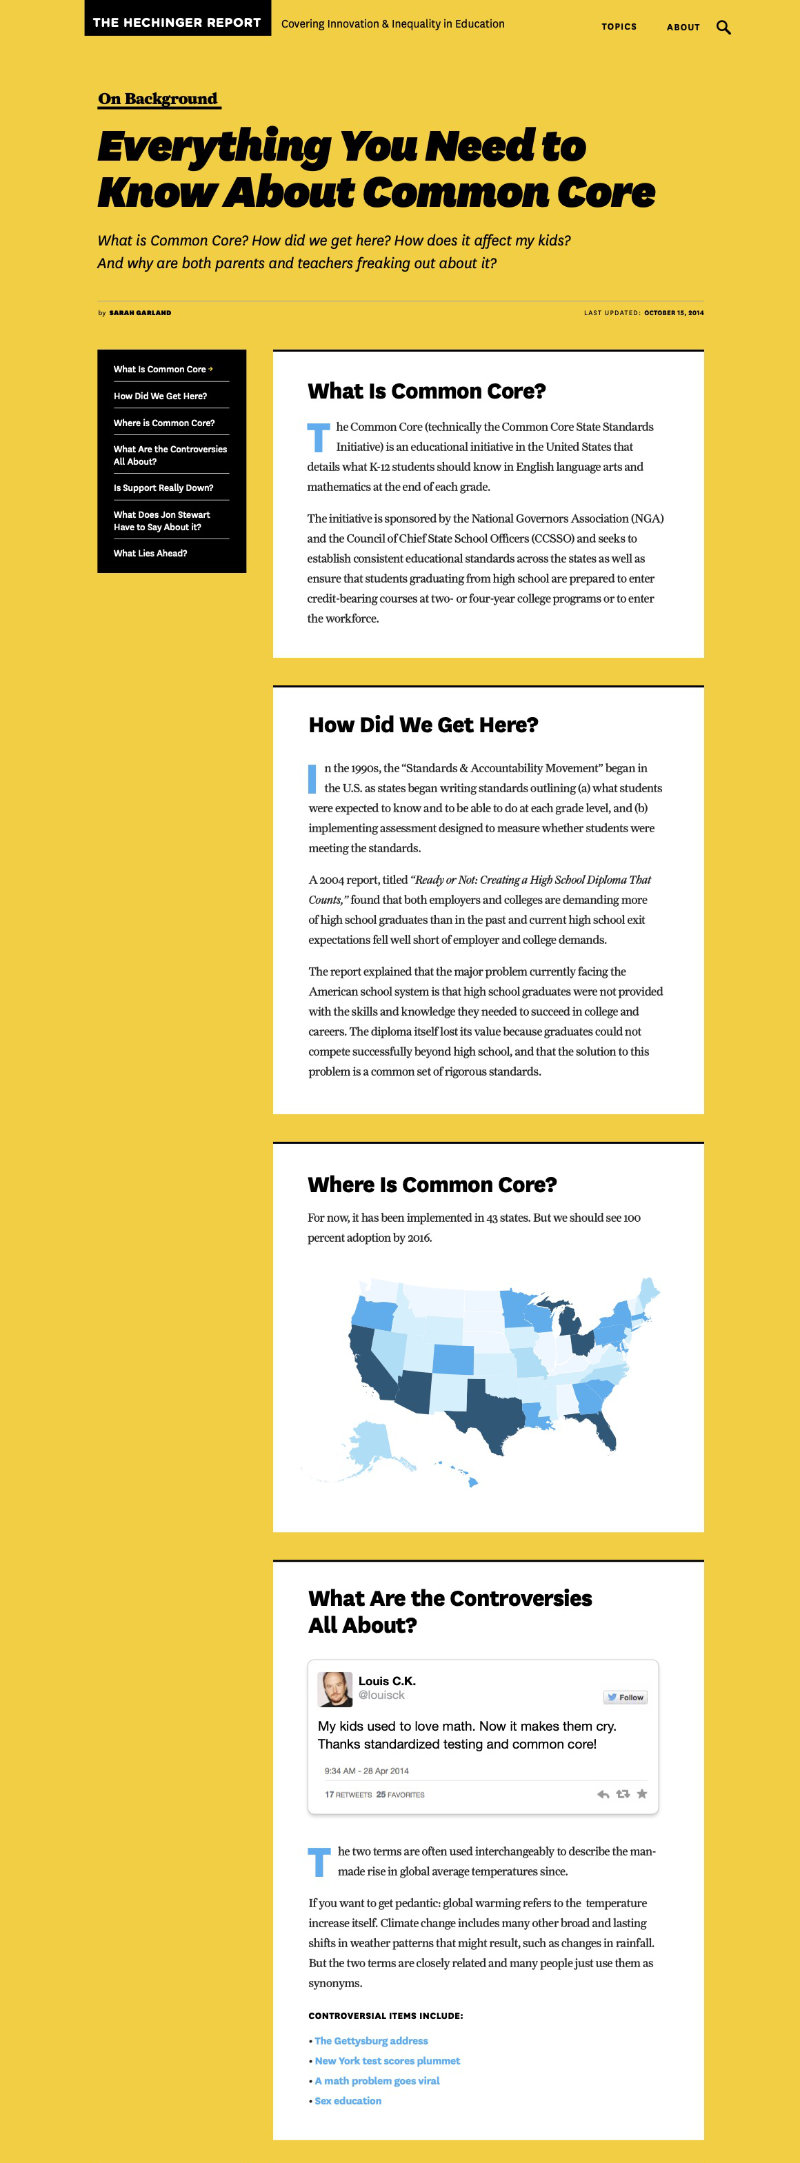 THE HECHINGER REPORT
Covering Innovation & Inequality in Education
TOPICS
ABOUT
On Background
Everything You Need to
Know About Common Core
What is Common Core? How did we get here? How does it affect my kids?
And why are both parents and teachers freaking out about it?
by SARAH GARLAND
LAST UPDATED: OCTOBER 15, 2014
What Is Common Core →
How Did We Get Here?
Where is Common Core?
What Are the Controversies
All About?
Is Support Really Down?
What Does Jon Stewart
Have to Say About it?
What Lies Ahead?
What Is Common Core?
The Common Core (technically the Common Core State Standards
Initiative) is an educational initiative in the United States that
details what K-12 students should know in English language arts and
mathematics at the end of each grade.
The initiative is sponsored by the National Governors Association (NGA)
and the Council of Chief State School Officers (CCSSO) and seeks to
establish consistent educational standards across the states as well as
ensure that students graduating from high school are prepared to enter
credit-bearing courses at two- or four-year college programs or to enter
the workforce.
How Did We Get Here?
In the 1990s, the “Standards & Accountability Movement” began in
the U.S. as states began writing standards outlining (a) what students
were expected to know and to be able to do at each grade level, and (b)
implementing assessment designed to measure whether students were
meeting the standards.
A 2004 report, titled “Ready or Not: Creating a High School Diploma That
Counts,” found that both employers and colleges are demanding more
of high school graduates than in the past and current high school exit
expectations fell well short of employer and college demands.
The report explained that the major problem currently facing the
American school system is that high school graduates were not provided
with the skills and knowledge they needed to succeed in college and
careers. The diploma itself lost its value because graduates could not
compete successfully beyond high school, and that the solution to this
problem is a common set of rigorous standards.
Where Is Common Core?
For now, it has been implemented in 43 states. But we should see 100
percent adoption by 2016.
What Are the Controversies
All About?
Louis C.K.
@louisck
Follow
My kids used to love math. Now it makes them cry.
Thanks standardized testing and common core!
9:34 AM - 28 Apr 2014
17 RETWEETS 25 FAVORITES
The two terms are often used interchangeably to describe the man-
made rise in global average temperatures since.
If you want to get pedantic: global warming refers to the temperature
increase itself. Climate change includes many other broad and lasting
shifts in weather patterns that might result, such as changes in rainfall.
But the two terms are closely related and many people just use them as
synonyms.
CONTROVERSIAL ITEMS INCLUDE:
• The Gettysburg address
• New York test scores plummet
• A math problem goes viral
• Sex education